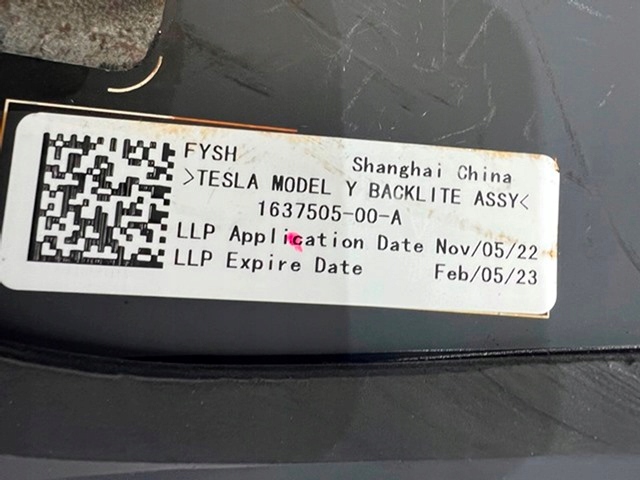 FYSH Shanghai China
>TESLA MODEL Y BACKLITE ASSY<
1637505-00-A
LLP Application Date Nov/05/22
LLP Expire Date Feb/05/23